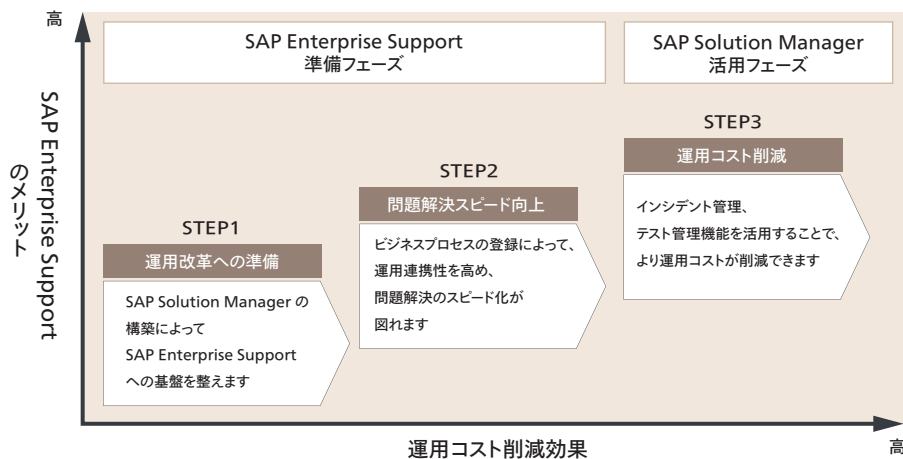 高
SAP Enterprise Support
準備フェーズ
SAP Solution Manager
活用フェーズ
SAP Enterprise Support
のメリット
STEP1
運用改革への準備
SAP Solution Manager の
構築によって
SAP Enterprise Support
への基盤を整えます
STEP2
問題解決スピード向上
ビジネスプロセスの登録によって、
運用連携性を高め、
問題解決のスピード化が
図れます
STEP3
運用コスト削減
インシデント管理、
テスト管理機能を活用することで、
より運用コストが削減できます
運用コスト削減効果
高